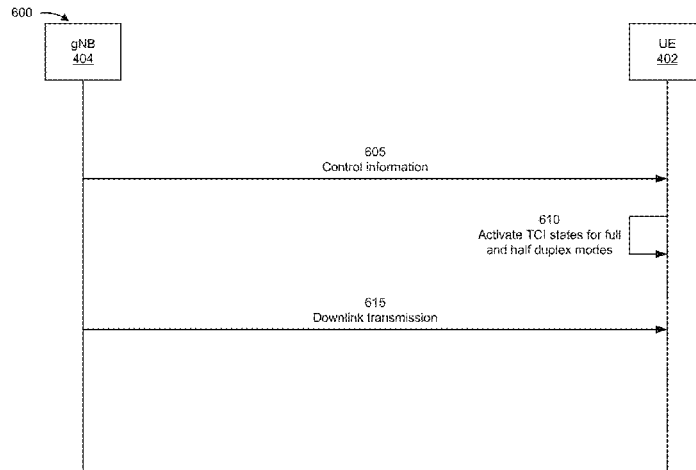 600
gNB
404
UE
402
605
Control information
610
Activate TCI states for full
and half duplex modes
615
Downlink transmission